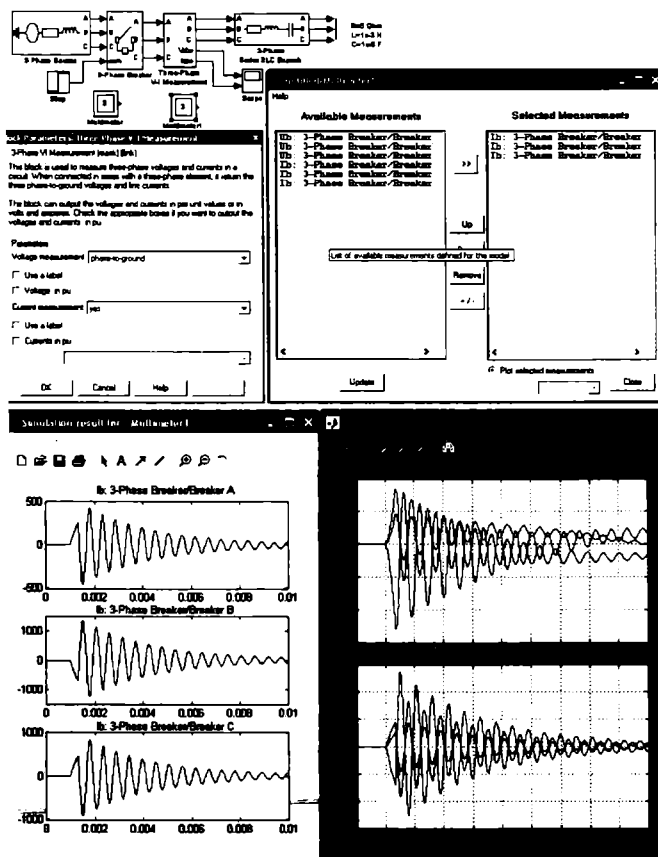 A A A A A A
B B B B B B
C C C C C C
3 Phase Source
3-Phase Breaker
Three-Phase
V-I Measurement
3-Phase
Series RLC Branch
L=1e-3 H
C=1e-6 F
Step
3
Multimeter
3
Multimeter1
Scope
Help
Available Measurements
Selected Measurements
Ub: 3-Phase Breaker/Breaker
Ub: 3-Phase Breaker/Breaker
Ub: 3-Phase Breaker/Breaker
Ib: 3-Phase Breaker/Breaker
Ib: 3-Phase Breaker/Breaker
Ib: 3-Phase Breaker/Breaker
Ib: 3-Phase Breaker/Breaker
Ib: 3-Phase Breaker/Breaker
Ib: 3-Phase Breaker/Breaker
>>
Up
List of available measurements defined for the model
Remove
+/-
Plot selected measurements
Update
Close
Block Parameters: Three-Phase V-I Measurement
3-Phase VI Measurement (mask) (link)
This block is used to measure three-phase voltages and currents in a
circuit. When connected in series with a three-phase element, it returns the
three phase-to-ground voltages and line currents.
The block can output the voltages and currents in per unit values or in
volts and amperes. Check the appropriate boxes if you want to output the
voltages and currents in pu
Parameters
Voltage measurement phase-to-ground
Use a label
Voltage in pu
Current measurement yes
Use a label
Currents in pu
OK
Cancel
Help
Simulation result for : Multimeter1
Ib: 3-Phase Breaker/Breaker A
500
0
-500
0 0.002 0.004 0.006 0.008 0.01
Ib: 3-Phase Breaker/Breaker B
1000
0
-1000
0 0.002 0.004 0.006 0.008 0.01
Ib: 3-Phase Breaker/Breaker C
1000
0
-1000
0 0.002 0.004 0.006 0.008 0.01